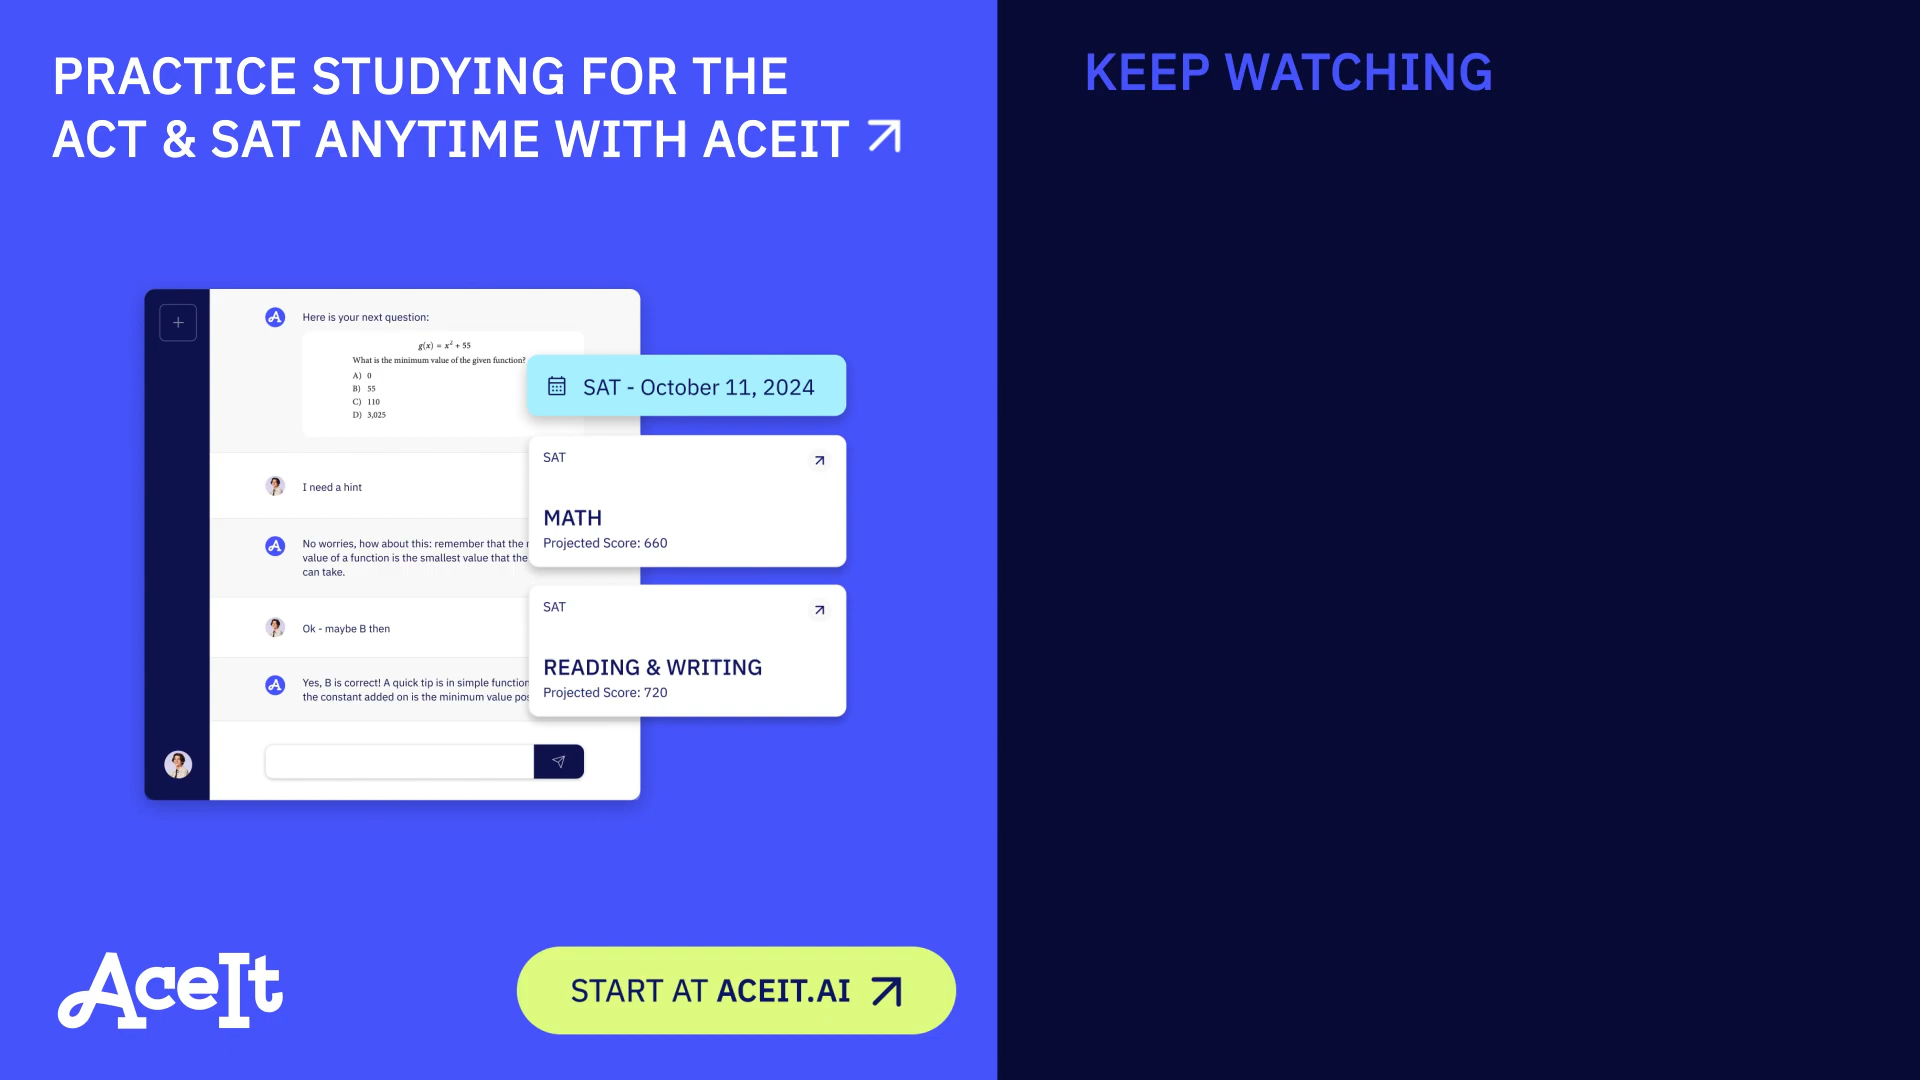 PRACTICE STUDYING FOR THE
ACT & SAT ANYTIME WITH ACEIT
KEEP WATCHING
Here is your next question:
g(x) = x² + 55
What is the minimum value of the given function?
A) 0
B) 55
C) 110
D) 3,025
I need a hint
No worries, how about this: remember that the
value of a function is the smallest value that the
can take.
Ok - maybe B then
Yes, B is correct! A quick tip is in simple function
the constant added on is the minimum value
SAT - October 11, 2024
SAT
MATH
Projected Score: 660
SAT
READING & WRITING
Projected Score: 720
AceIt
START AT ACEIT.AI